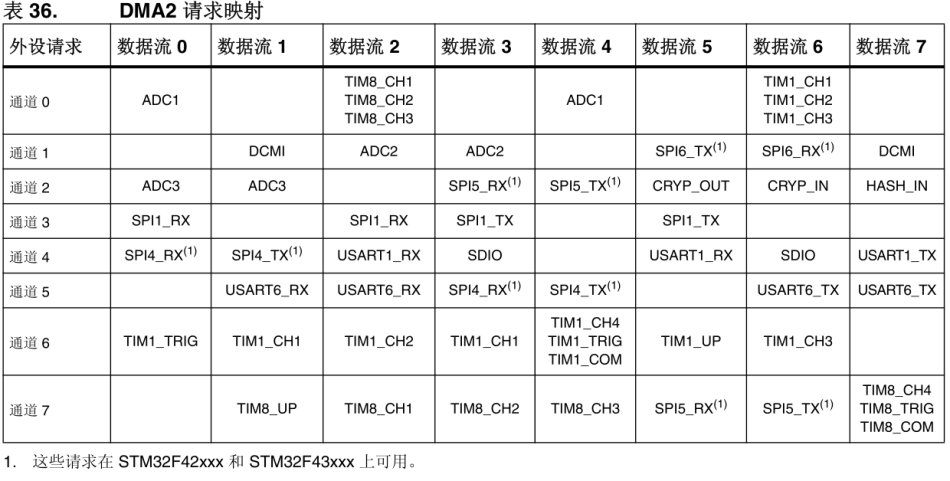 表 36. DMA2 请求映射
外设请求 数据流 0 数据流 1 数据流 2 数据流 3 数据流 4 数据流 5 数据流 6 数据流 7
通道 0 ADC1 TIM8_CH1 TIM8_CH2 TIM8_CH3 ADC1 TIM1_CH1 TIM1_CH2 TIM1_CH3
通道 1 DCMI ADC2 ADC2 SPI6_TX(1) SPI6_RX(1) DCMI
通道 2 ADC3 ADC3 SPI5_RX(1) SPI5_TX(1) CRYP_OUT CRYP_IN HASH_IN
通道 3 SPI1_RX SPI1_RX SPI1_TX SPI1_TX
通道 4 SPI4_RX(1) SPI4_TX(1) USART1_RX SDIO USART1_RX SDIO USART1_TX
通道 5 USART6_RX USART6_RX SPI4_RX(1) SPI4_TX(1) USART6_TX USART6_TX
通道 6 TIM1_TRIG TIM1_CH1 TIM1_CH2 TIM1_CH1 TIM1_CH4 TIM1_TRIG TIM1_COM TIM1_UP TIM1_CH3
通道 7 TIM8_UP TIM8_CH1 TIM8_CH2 TIM8_CH3 SPI5_RX(1) SPI5_TX(1) TIM8_CH4 TIM8_TRIG TIM8_COM
1. 这些请求在 STM32F42xxx 和 STM32F43xxx 上可用。